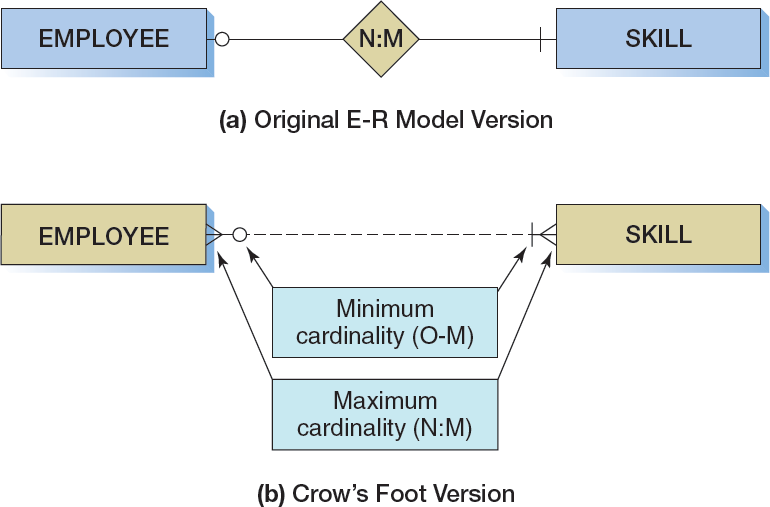 EMPLOYEE
N:M
SKILL
(a) Original E-R Model Version
EMPLOYEE
SKILL
Minimum
cardinality (O-M)
Maximum
cardinality (N:M)
(b) Crow’s Foot Version